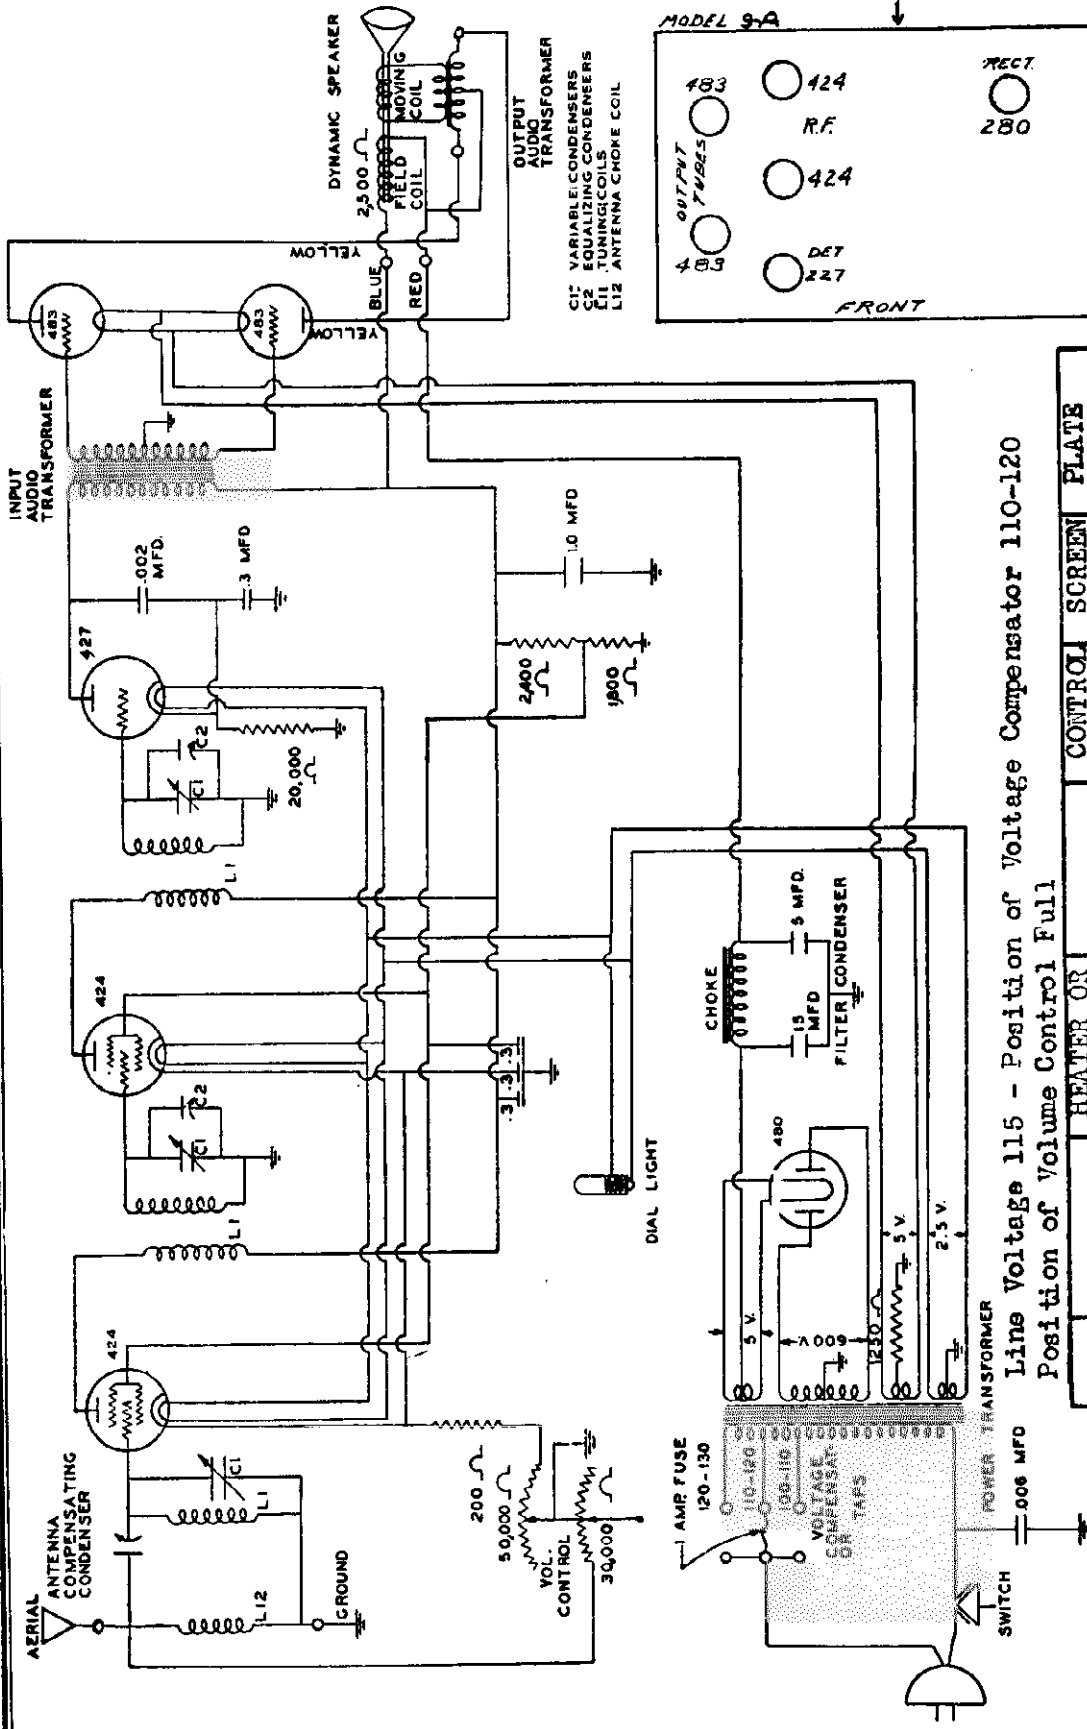 AERIAL
ANTENNA
COMPENSATING
CONDENSER
L12
GROUND
C1
L1
424
L1
C1
C2
424
L1
C1
C2
427
.002
MFD.
.3 MFD
20,000
INPUT
AUDIO
TRANSFORMER
483
483
YELLOW
YELLOW
BLUE
RED
DYNAMIC SPEAKER
2,500
FIELD
COIL
MOVING
COIL
OUTPUT
AUDIO
TRANSFORMER
C1 VARIABLE CONDENSERS
C2 EQUALIZING CONDENSERS
L11 TUNING COILS
L12 ANTENNA CHOKE COIL
200
50,000
VOL.
CONTROL
30,000
.3
.3
.3
2,400
1,800
1.0 MFD
DIAL LIGHT
CHOKE
1.5
MFD
.5 MFD.
FILTER CONDENSER
480
5 V.
600 V
1250
5 V.
2.5 V.
1 AMP. FUSE
120-130
110-120
100-110
VOLTAGE
COMPENSAT-
OR TAPS
POWER TRANSFORMER
.006 MFD
SWITCH
MODEL 9-A
483
OUTPUT
TUBES
483
424
R.F.
424
DET
227
RECT.
280
FRONT
Line Voltage 115 - Position of Voltage Compensator 110-120
Position of Volume Control Full
HEATER OR
CONTROL
SCREEN
PLATE